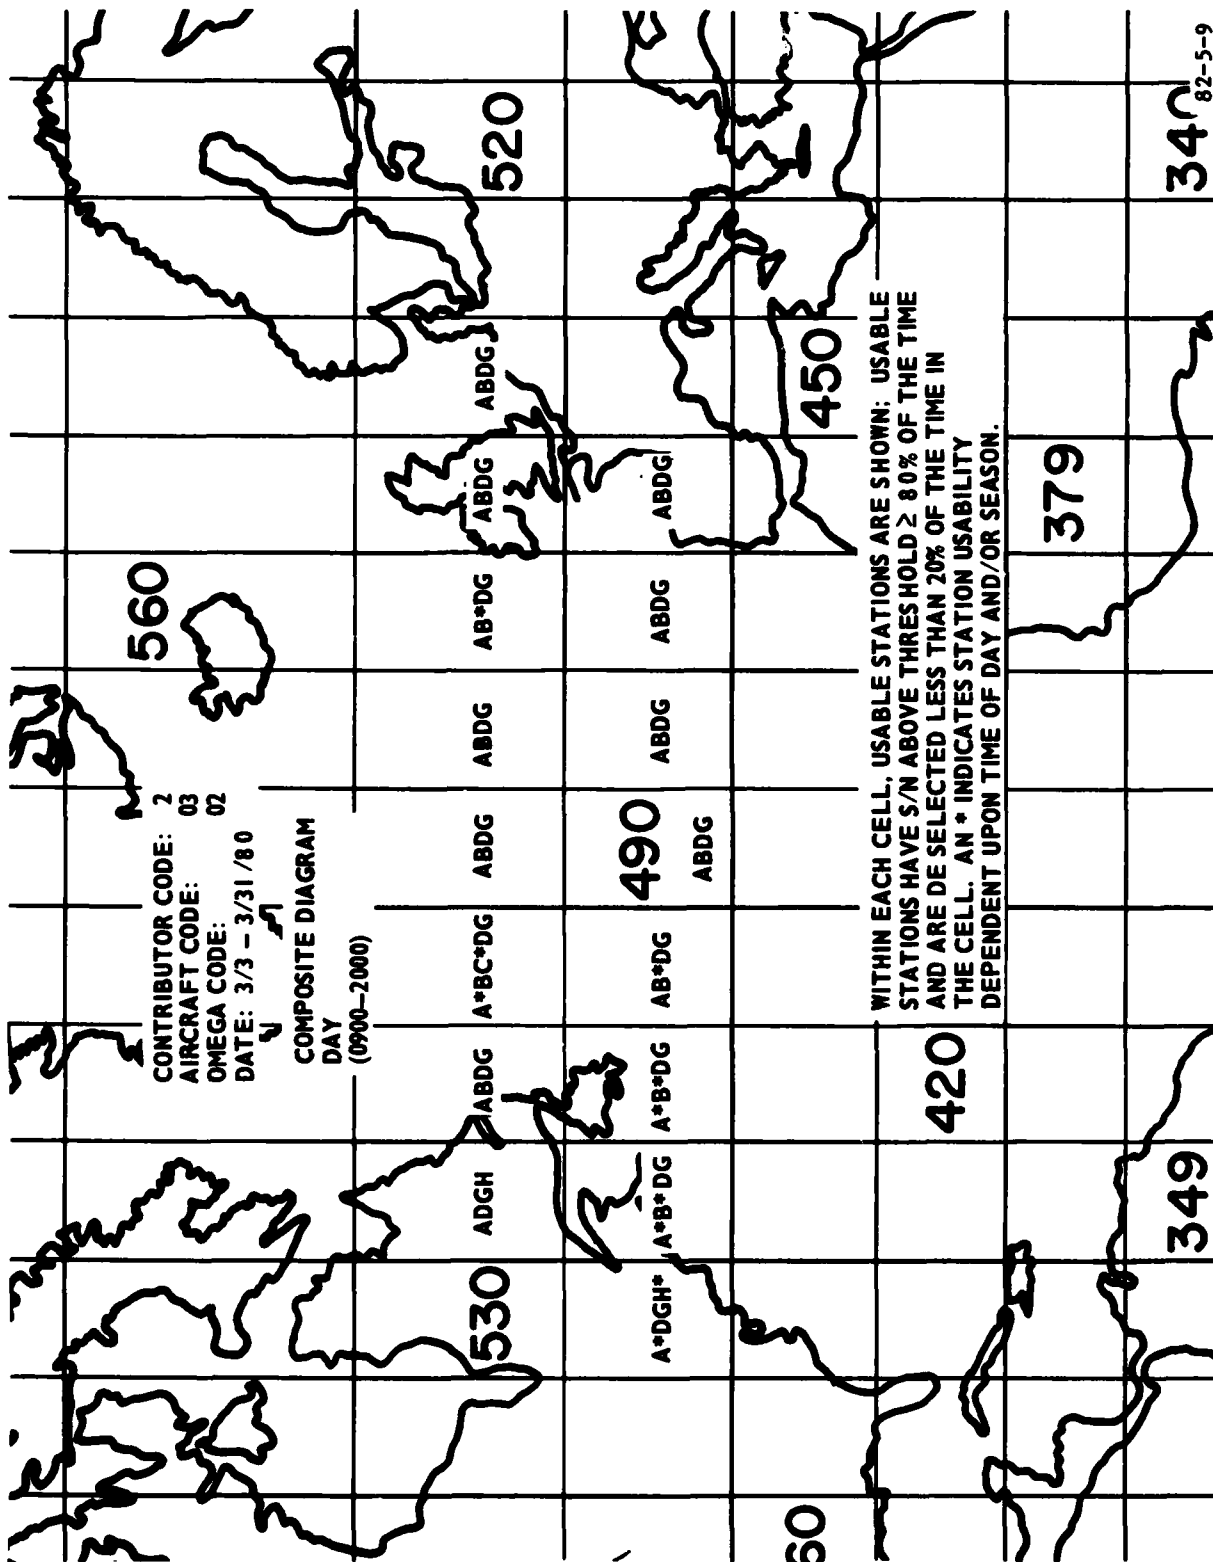 CONTRIBUTOR CODE: 2
AIRCRAFT CODE: 03
OMEGA CODE: 02
DATE: 3/3 – 3/31/80
COMPOSITE DIAGRAM
DAY
(0900–2000)
560
530
520
ADGH
ABDG
A*BC*DG
ABDG
ABDG
AB*DG
ABDG
ABDG
490
A*DGH*
A*B*DG
A*B*DG
AB*DG
ABDG
ABDG
ABDG
ABDG
60
420
450
WITHIN EACH CELL, USABLE STATIONS ARE SHOWN; USABLE
STATIONS HAVE S/N ABOVE THRESHOLD ≥ 80% OF THE TIME
AND ARE DESELECTED LESS THAN 20% OF THE TIME IN
THE CELL. AN * INDICATES STATION USABILITY
DEPENDENT UPON TIME OF DAY AND/OR SEASON.
379
349
340
82-5-9